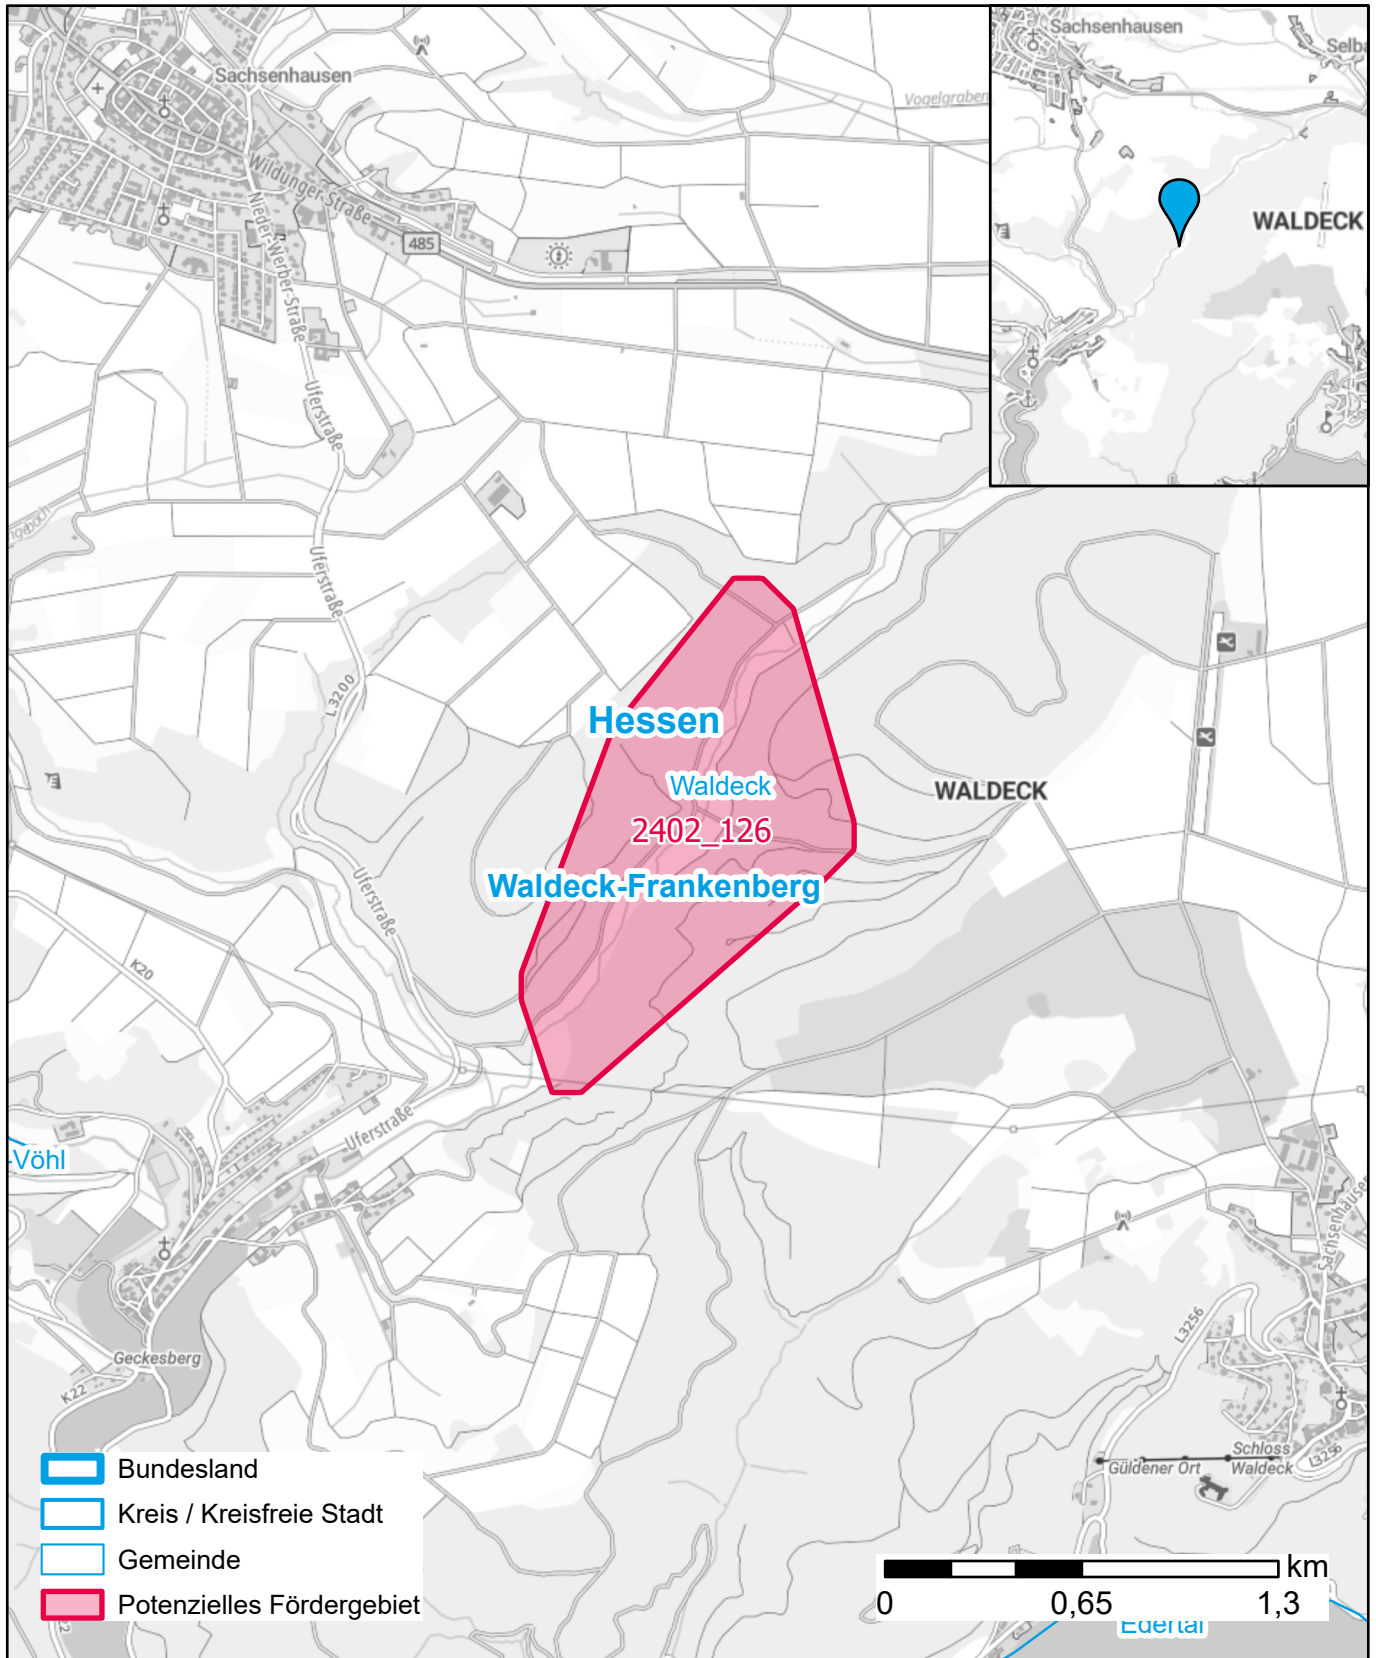 Sachsenhausen
Vogelgraben
Wildunger Straße
Nieder-Werber-Straße
485
Uferstraße
Uferstraße
L3200
Uferstraße
K20
Uferstraße
Hessen
Waldeck
2402_126
Waldeck-Frankenberg
WALDECK
-Vöhl
Geckesberg
K22
L3256
Güldener Ort
Schloss
Waldeck
L3256
Edertal
Sachsenhausen
WALDECK
Bundesland
Kreis / Kreisfreie Stadt
Gemeinde
Potenzielles Fördergebiet
km
0 0,65 1,3